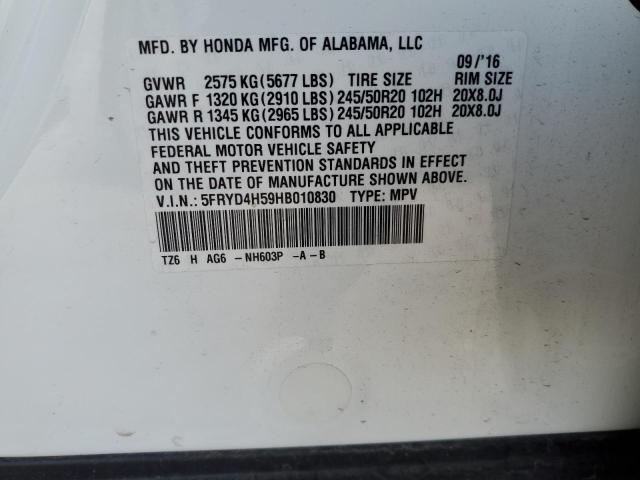 MFD. BY HONDA MFG. OF ALABAMA, LLC 09/'16
GVWR 2575 KG(5677 LBS) TIRE SIZE RIM SIZE
GAWR F 1320 KG(2910 LBS) 245/50R20 102H 20X8.0J
GAWR R 1345 KG(2965 LBS) 245/50R20 102H 20X8.0J
THIS VEHICLE CONFORMS TO ALL APPLICABLE
FEDERAL MOTOR VEHICLE SAFETY
AND THEFT PREVENTION STANDARDS IN EFFECT
ON THE DATE OF MANUFACTURE SHOWN ABOVE.
V.I.N.: 5FRYD4H59HB010830 TYPE: MPV
TZ6 H AG6 -NH603P -A-B